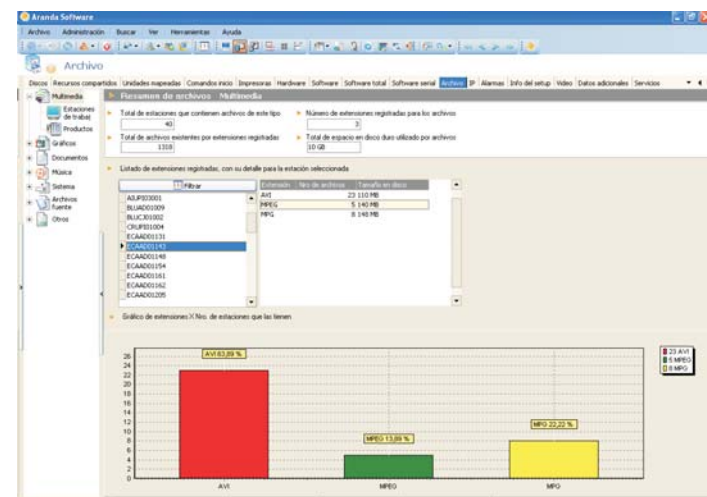 Aranda Software
Archivo Administración Buscar Ver Herramientas Ayuda
Archivo
Discos Recursos compartidos Unidades mapeadas Comandos inicio Impresoras Hardware Software Software total Software serial Archivo IP Alarmas Info del setup Video Datos adicionales Servicios
Multimedia
Estaciones de trabaj
Productos
Gráficos
Documentos
Música
Sistema
Archivos fuente
Otros
Resumen de archivos Multimedia
Total de estaciones que contienen archivos de este tipo
40
Número de extensiones registradas para los archivos
3
Total de archivos existentes por extensiones registradas
1318
Total de espacio en disco duro utilizado por archivos
10 GB
Listado de extensiones registradas, con su detalle para la estación seleccionada
Filtrar
BLUAD01009
BLUCJ01002
ECAAD01131
ECAAD01143
ECAAD01148
ECAAD01154
ECAAD01161
ECAAD01162
ECAAD01205
Extensión Nro de archivos Tamaño en disco
AVI 23 110 MB
MPEG 5 140 MB
MPG 8 148 MB
Gráfico de extensiones X Nro. de estaciones que las tienen
26
24
22
20
18
16
14
12
10
8
6
4
2
0
AVI 63,89 %
MPEG 13,89 %
MPG 22,22 %
AVI
MPEG
MPG
23 AVI
5 MPEG
8 MPG